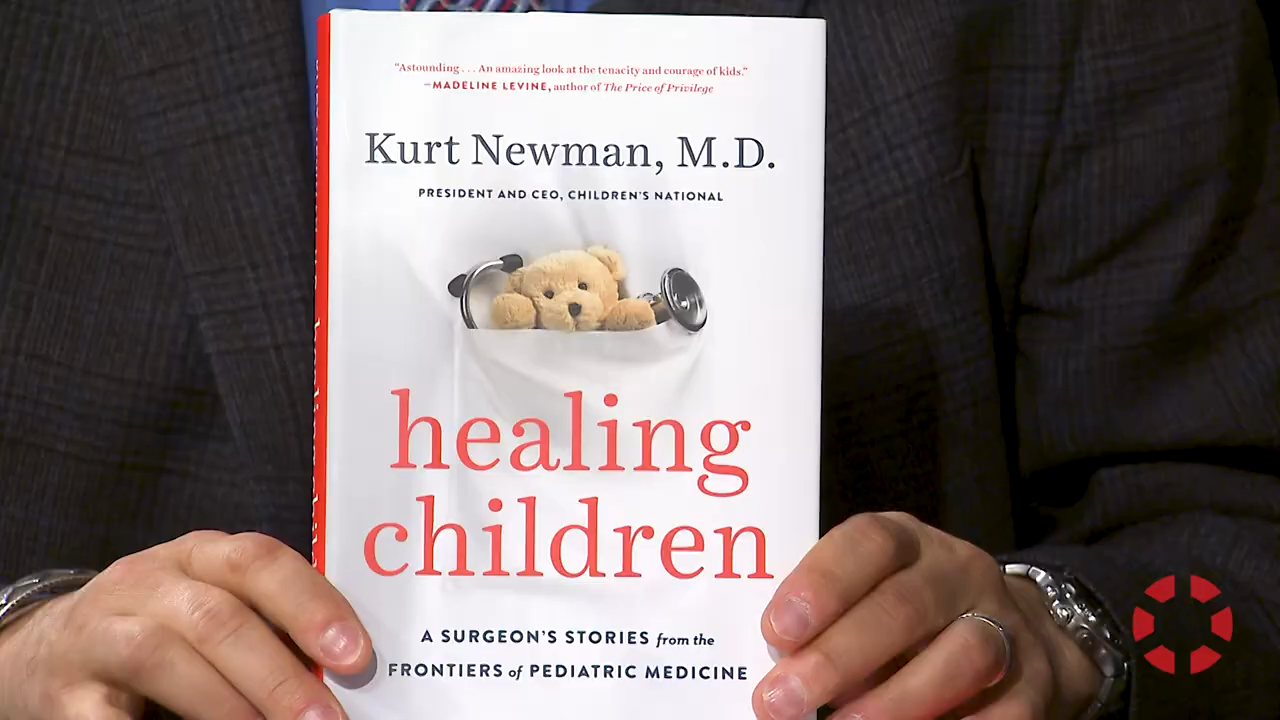 “Astounding . . . An amazing look at the tenacity and courage of kids.”
—MADELINE LEVINE, author of The Price of Privilege
Kurt Newman, M.D.
PRESIDENT AND CEO, CHILDREN’S NATIONAL
healing
children
A SURGEON’S STORIES from the
FRONTIERS of PEDIATRIC MEDICINE